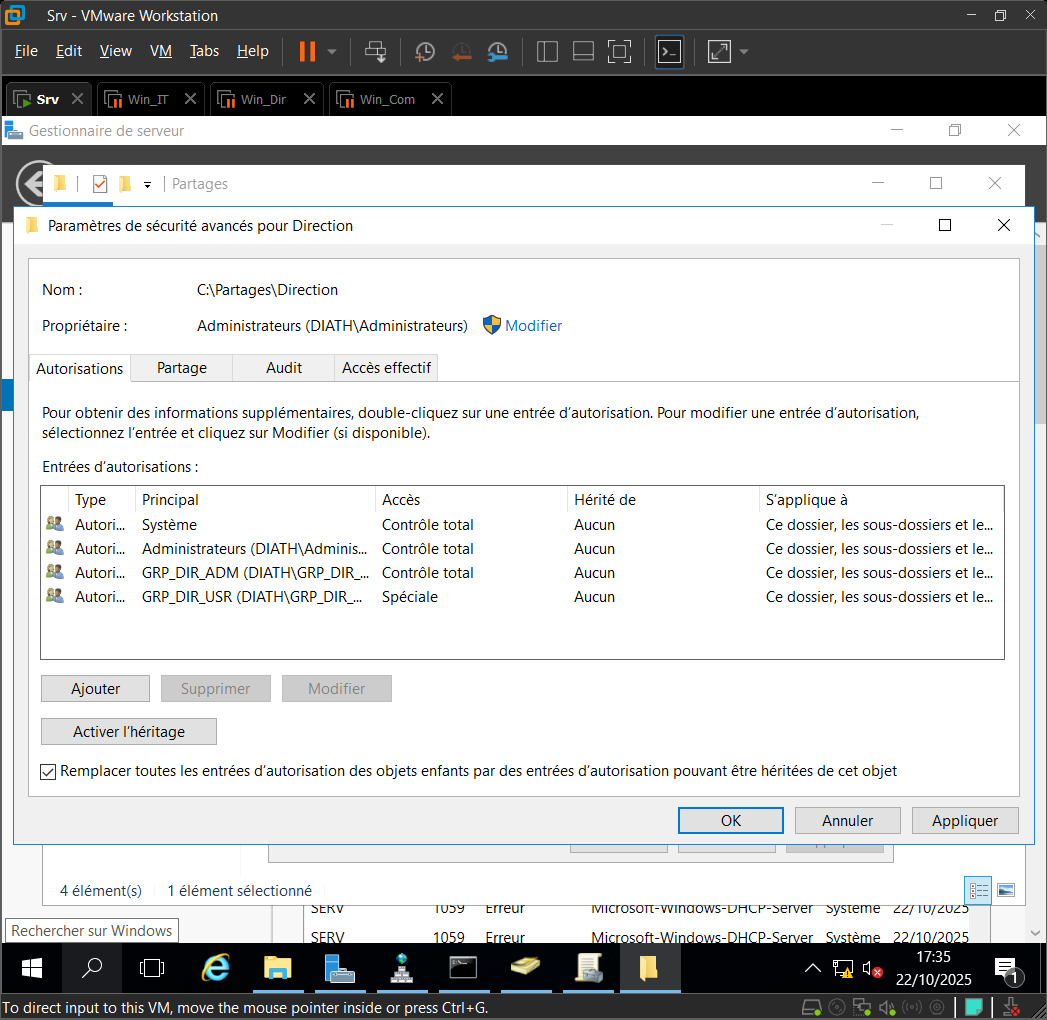 Srv - VMware Workstation
File Edit View VM Tabs Help
Srv Win_IT Win_Dir Win_Com
Gestionnaire de serveur
Partages
Paramètres de sécurité avancés pour Direction
Nom : C:\Partages\Direction
Propriétaire : Administrateurs (DIATH\Administrateurs) Modifier
Autorisations Partage Audit Accès effectif
Pour obtenir des informations supplémentaires, double-cliquez sur une entrée d’autorisation. Pour modifier une entrée d’autorisation,
sélectionnez l’entrée et cliquez sur Modifier (si disponible).
Entrées d’autorisations :
Type Principal Accès Hérité de S’applique à
Autori... Système Contrôle total Aucun Ce dossier, les sous-dossiers et le...
Autori... Administrateurs (DIATH\Adminis... Contrôle total Aucun Ce dossier, les sous-dossiers et le...
Autori... GRP_DIR_ADM (DIATH\GRP_DIR_... Contrôle total Aucun Ce dossier, les sous-dossiers et le...
Autori... GRP_DIR_USR (DIATH\GRP_DIR_... Spéciale Aucun Ce dossier, les sous-dossiers et le...
Ajouter Supprimer Modifier
Activer l’héritage
Remplacer toutes les entrées d’autorisation des objets enfants par des entrées d’autorisation pouvant être héritées de cet objet
OK Annuler Appliquer
4 élément(s) 1 élément sélectionné
SERV 1059 Erreur Microsoft-Windows-DHCP-Server Système 22/10/2025
Rechercher sur Windows
SERV 1059 Erreur Microsoft-Windows-DHCP-Server Système 22/10/2025
17:35
22/10/2025
1
To direct input to this VM, move the mouse pointer inside or press Ctrl+G.